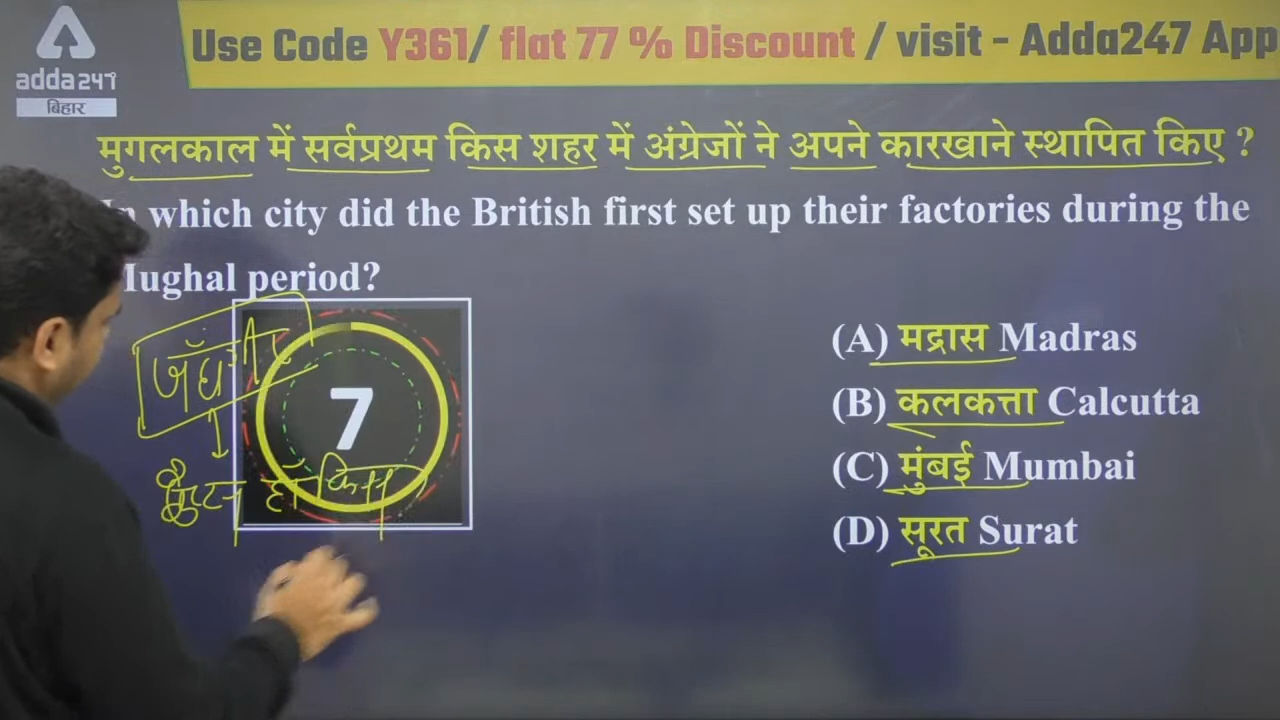 Use Code Y361/ flat 77 % Discount / visit - Adda247 App
adda247
बिहार
मुगलकाल में सर्वप्रथम किस शहर में अंग्रेजों ने अपने कारखाने स्थापित किए ?
which city did the British first set up their factories during the
period?
7
कैप्टन हॉकिंस
(A) मद्रास Madras
(B) कलकत्ता Calcutta
(C) मुंबई Mumbai
(D) सूरत Surat